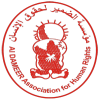 مؤسسة الضمير لحقوق الإنسان
Al DAMEER Association for Human Rights